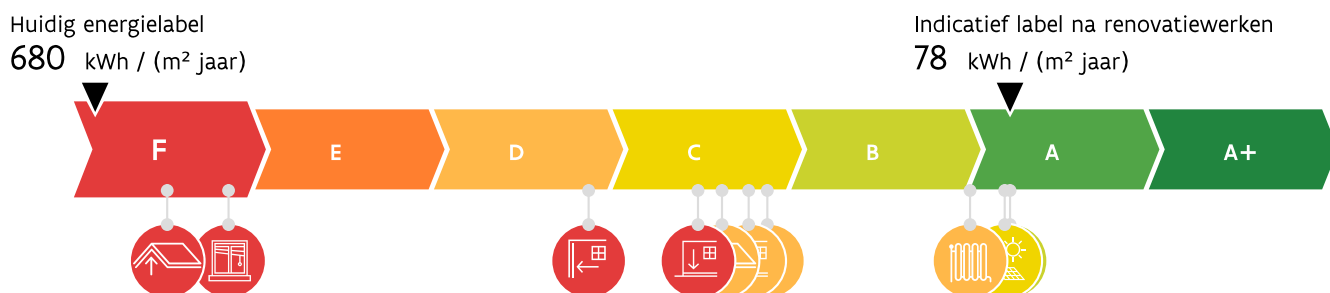 Huidig energielabel
680 kWh / (m² jaar)
Indicatief label na renovatiewerken
78 kWh / (m² jaar)
F E D C B A A+